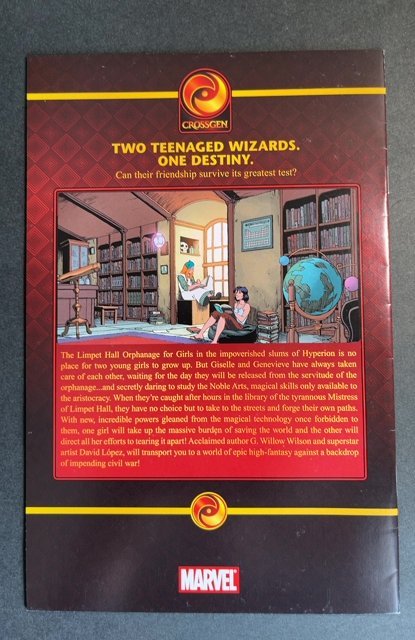 CROSSGEN
TWO TEENAGED WIZARDS.
ONE DESTINY.
Can their friendship survive its greatest test?
The Limpet Hall Orphanage for Girls in the impoverished slums of Hyperion is no
place for two young girls to grow up. But Giselle and Genevieve have always taken
care of each other, waiting for the day they will be released from the servitude of the
orphanage...and secretly daring to study the Noble Arts, magical skills only available to
the aristocracy. When they're caught after hours in the library of the tyrannous Mistress
of Limpet Hall, they have no choice but to take to the streets and forge their own paths.
With new, incredible powers gleaned from the magical technology once forbidden to
them, one girl will take up the massive burden of saving the world and the other will
direct all her efforts to tearing it apart! Acclaimed author G. Willow Wilson and superstar
artist David López, will transport you to a world of epic high-fantasy against a backdrop
of impending civil war!
MARVEL